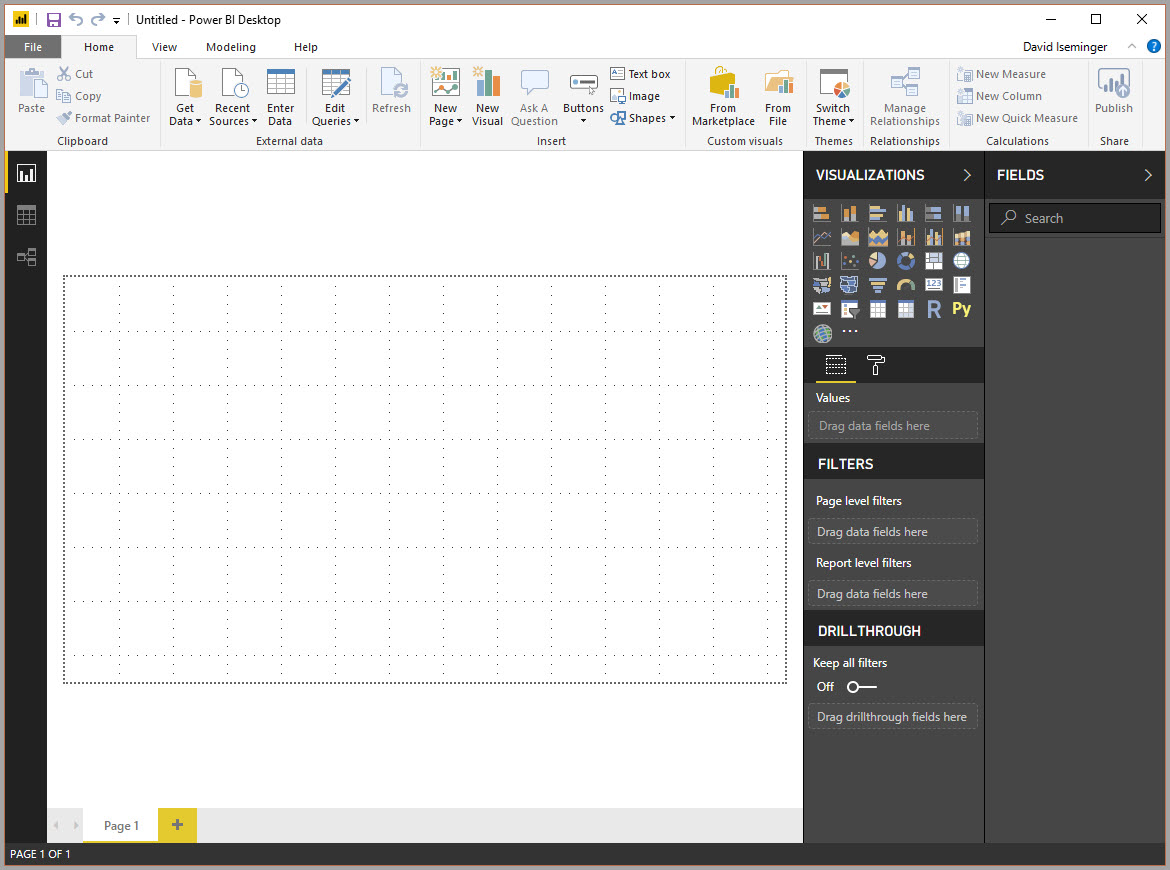 Untitled - Power BI Desktop
File Home View Modeling Help David Iseminger ?
Paste
Cut
Copy
Format Painter
Clipboard
Get Data
Recent Sources
Enter Data
Edit Queries
Refresh
External data
New Page
New Visual
Ask A Question
Buttons
Text box
Image
Shapes
Insert
From Marketplace
From File
Custom visuals
Switch Theme
Themes
Manage Relationships
Relationships
New Measure
New Column
New Quick Measure
Calculations
Publish
Share
VISUALIZATIONS
123
R Py
...
Values
Drag data fields here
FILTERS
Page level filters
Drag data fields here
Report level filters
Drag data fields here
DRILLTHROUGH
Keep all filters
Off
Drag drillthrough fields here
FIELDS
Search
Page 1 +
PAGE 1 OF 1